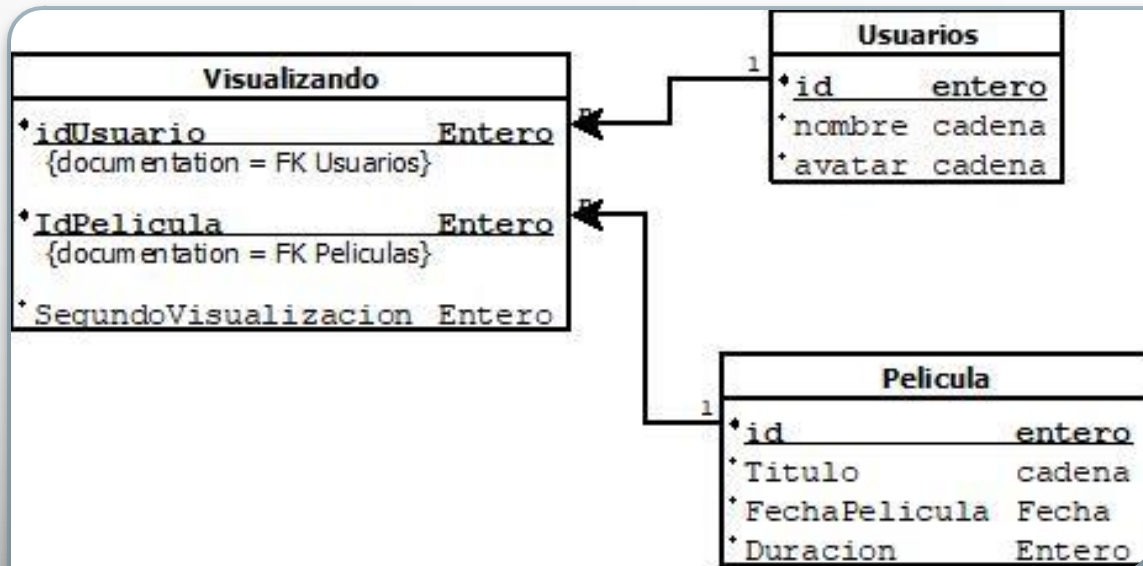 Visualizando
idUsuario Entero
{documentation = FK Usuarios}
IdPelicula Entero
{documentation = FK Peliculas}
SegundoVisualizacion Entero
Usuarios
1
id entero
nombre cadena
avatar cadena
Pelicula
1
id entero
Titulo cadena
FechaPelicula Fecha
Duracion Entero